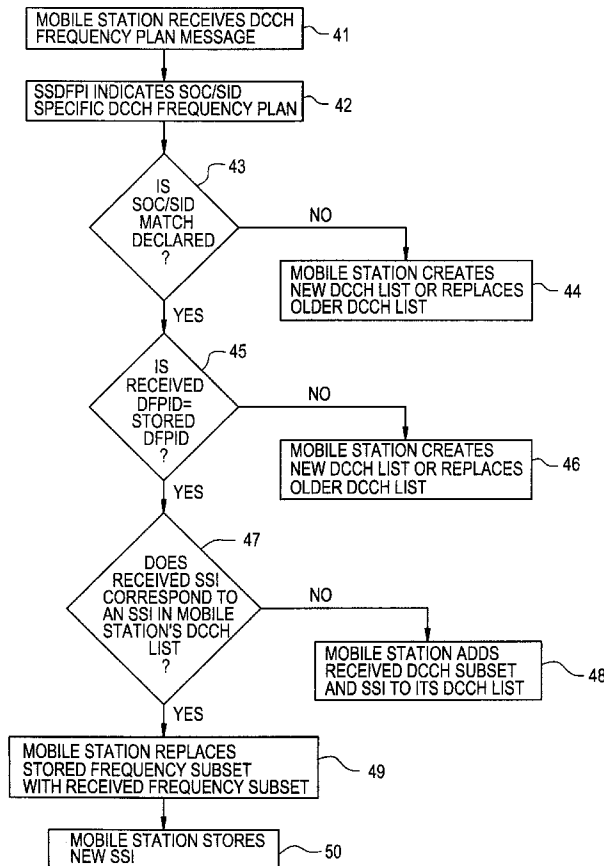 MOBILE STATION RECEIVES DCCH
FREQUENCY PLAN MESSAGE
41
SSDFPI INDICATES SOC/SID
SPECIFIC DCCH FREQUENCY PLAN
42
43
IS
SOC/SID
MATCH
DECLARED
?
NO
MOBILE STATION CREATES
NEW DCCH LIST OR REPLACES
OLDER DCCH LIST
44
YES
45
IS
RECEIVED
DFPID=
STORED
DFPID
?
NO
MOBILE STATION CREATES
NEW DCCH LIST OR REPLACES
OLDER DCCH LIST
46
YES
47
DOES
RECEIVED SSI
CORRESPOND TO
AN SSI IN MOBILE
STATION'S DCCH
LIST
?
NO
MOBILE STATION ADDS
RECEIVED DCCH SUBSET
AND SSI TO ITS DCCH LIST
48
YES
MOBILE STATION REPLACES
STORED FREQUENCY SUBSET
WITH RECEIVED FREQUENCY SUBSET
49
MOBILE STATION STORES
NEW SSI
50